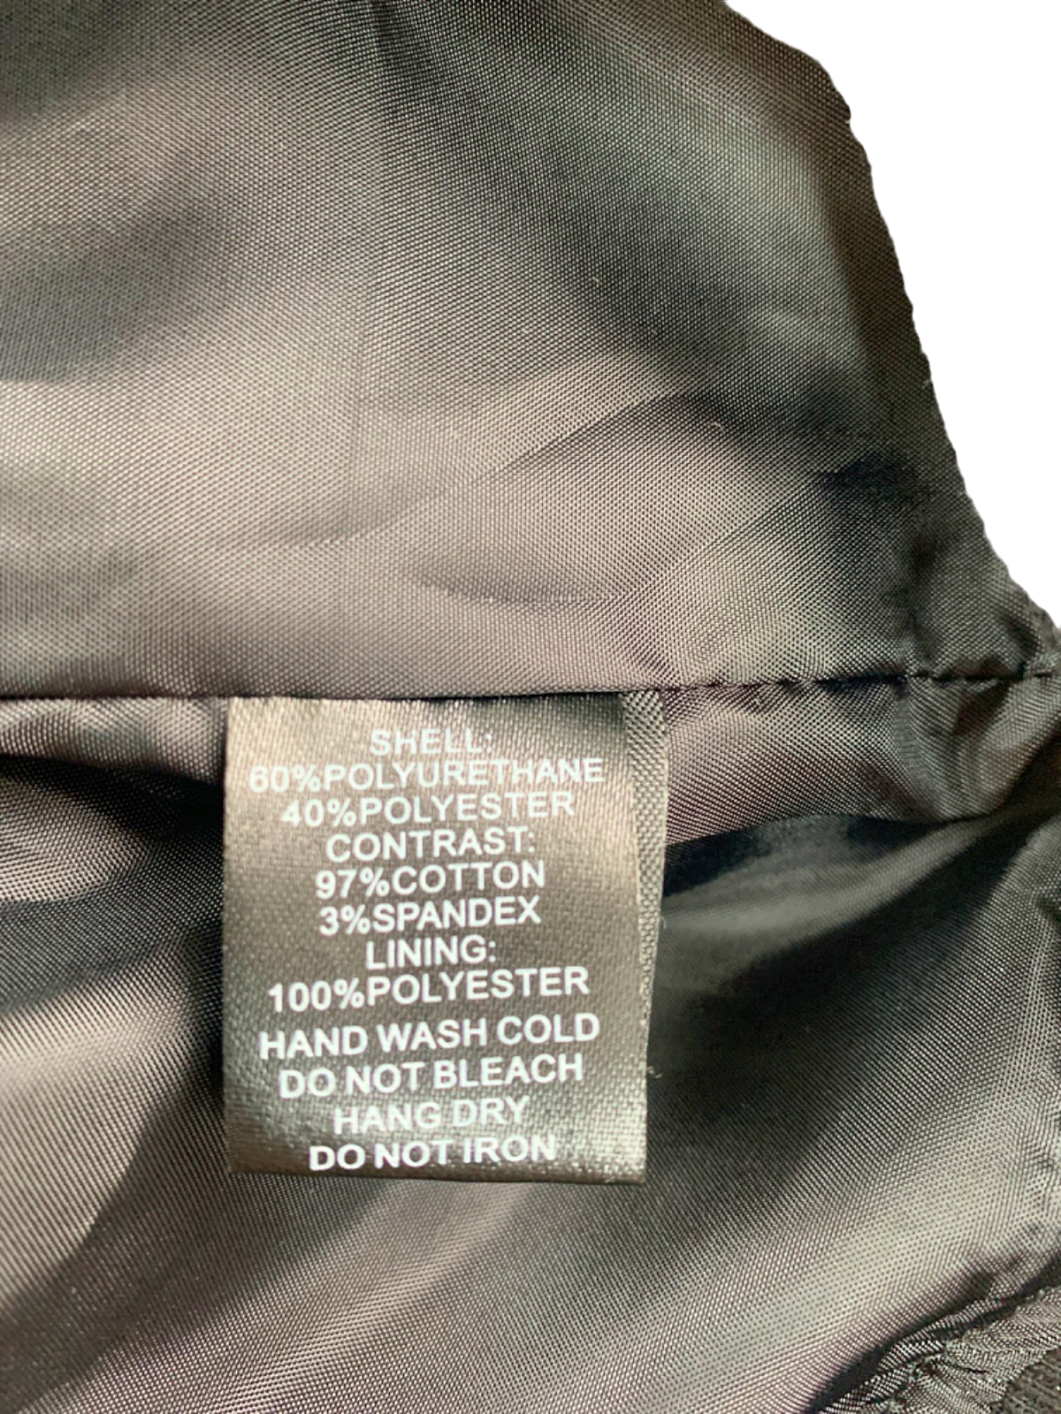 SHELL:
60%POLYURETHANE
40%POLYESTER
CONTRAST:
97%COTTON
3%SPANDEX
LINING:
100%POLYESTER
HAND WASH COLD
DO NOT BLEACH
HANG DRY
DO NOT IRON